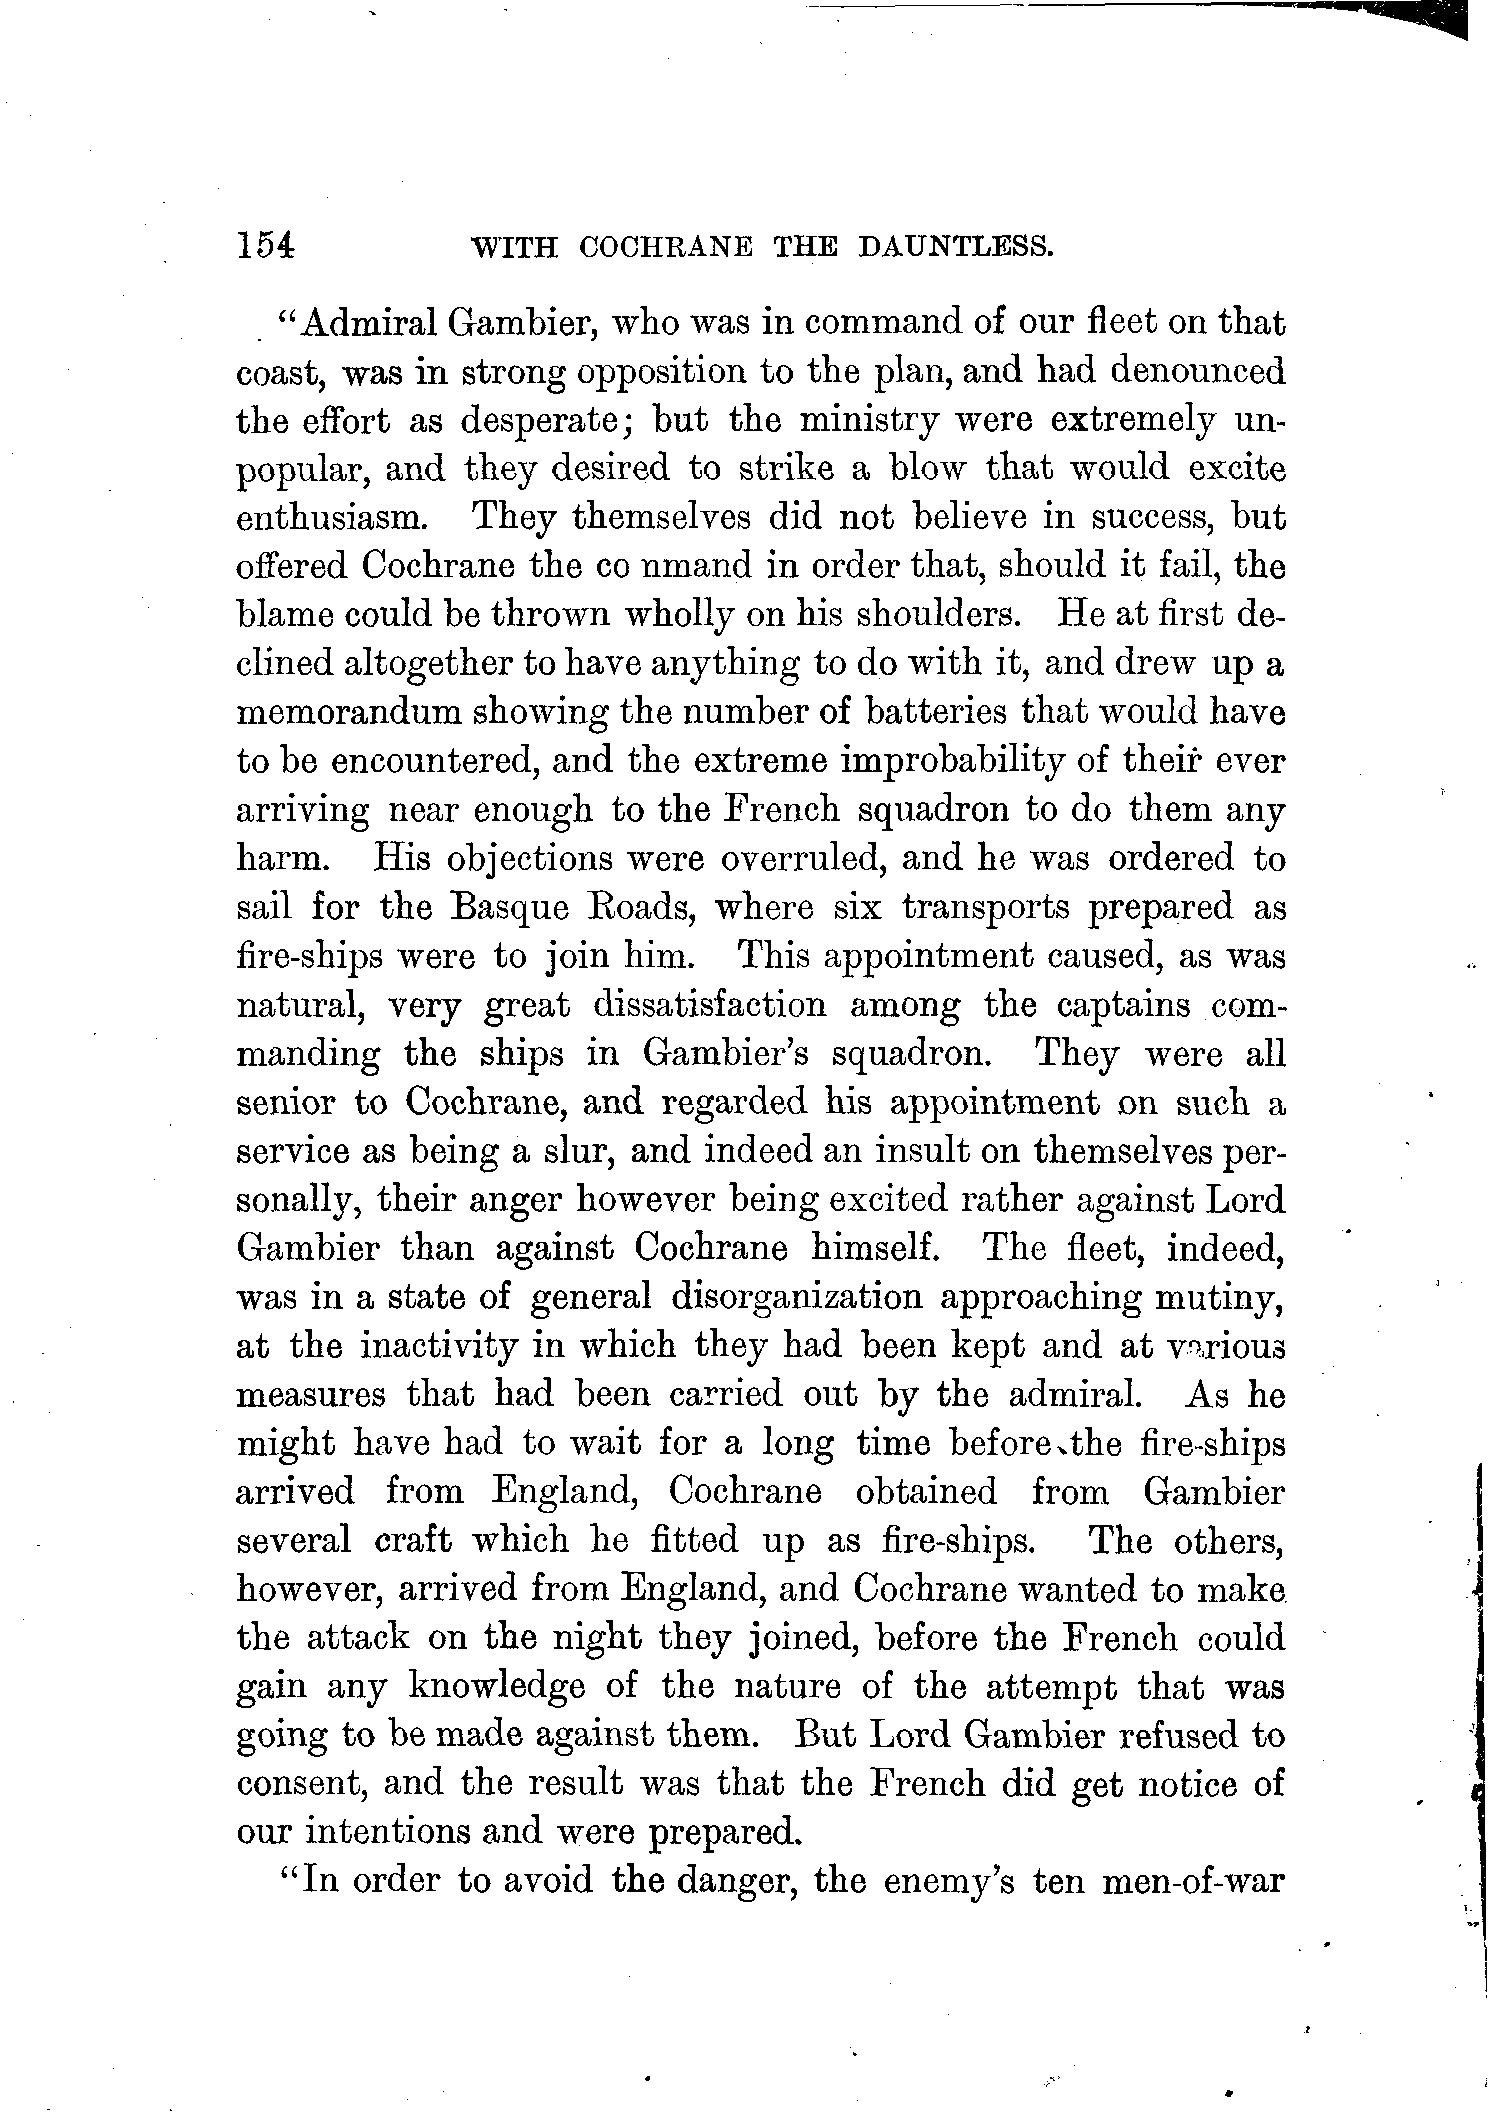 154 WITH COCHRANE THE DAUNTLESS.
“Admiral Gambier, who was in command of our fleet on that
coast, was in strong opposition to the plan, and had denounced
the effort as desperate; but the ministry were extremely un-
popular, and they desired to strike a blow that would excite
enthusiasm. They themselves did not believe in success, but
offered Cochrane the co nmand in order that, should it fail, the
blame could be thrown wholly on his shoulders. He at first de-
clined altogether to have anything to do with it, and drew up a
memorandum showing the number of batteries that would have
to be encountered, and the extreme improbability of their ever
arriving near enough to the French squadron to do them any
harm. His objections were overruled, and he was ordered to
sail for the Basque Roads, where six transports prepared as
fire-ships were to join him. This appointment caused, as was
natural, very great dissatisfaction among the captains com-
manding the ships in Gambier’s squadron. They were all
senior to Cochrane, and regarded his appointment on such a
service as being a slur, and indeed an insult on themselves per-
sonally, their anger however being excited rather against Lord
Gambier than against Cochrane himself. The fleet, indeed,
was in a state of general disorganization approaching mutiny,
at the inactivity in which they had been kept and at various
measures that had been carried out by the admiral. As he
might have had to wait for a long time before the fire-ships
arrived from England, Cochrane obtained from Gambier
several craft which he fitted up as fire-ships. The others,
however, arrived from England, and Cochrane wanted to make
the attack on the night they joined, before the French could
gain any knowledge of the nature of the attempt that was
going to be made against them. But Lord Gambier refused to
consent, and the result was that the French did get notice of
our intentions and were prepared.
“In order to avoid the danger, the enemy’s ten men-of-war